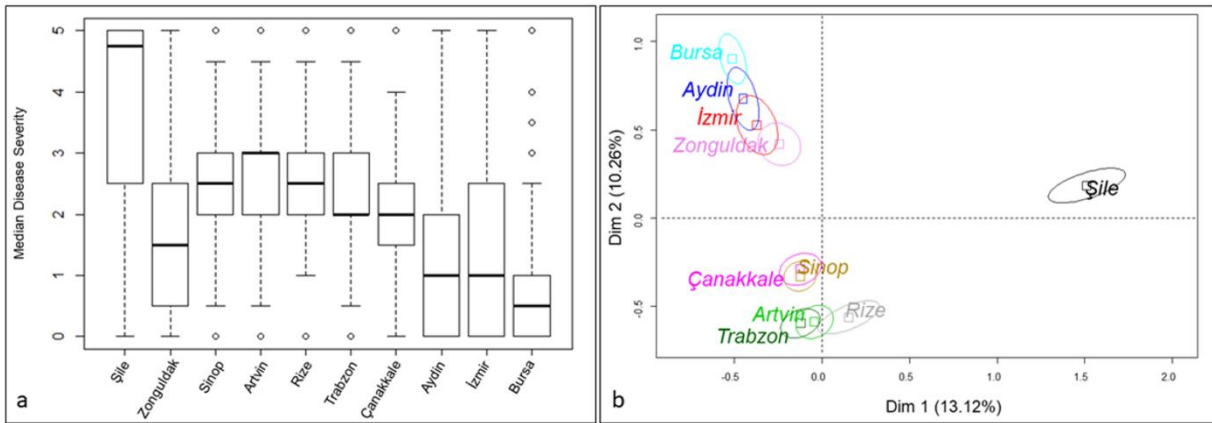 Median Disease Severity
5
4
3
2
1
0
Şile
Zonguldak
Sinop
Artvin
Rize
Trabzon
Çanakkale
Aydin
İzmir
Bursa
a
Dim 2 (10.26%)
1.0
0.5
0.0
-0.5
Bursa
Aydin
İzmir
Zonguldak
Şile
Sinop
Çanakkale
Artvin
Rize
Trabzon
-0.5
0.0
0.5
1.0
1.5
2.0
Dim 1 (13.12%)
b